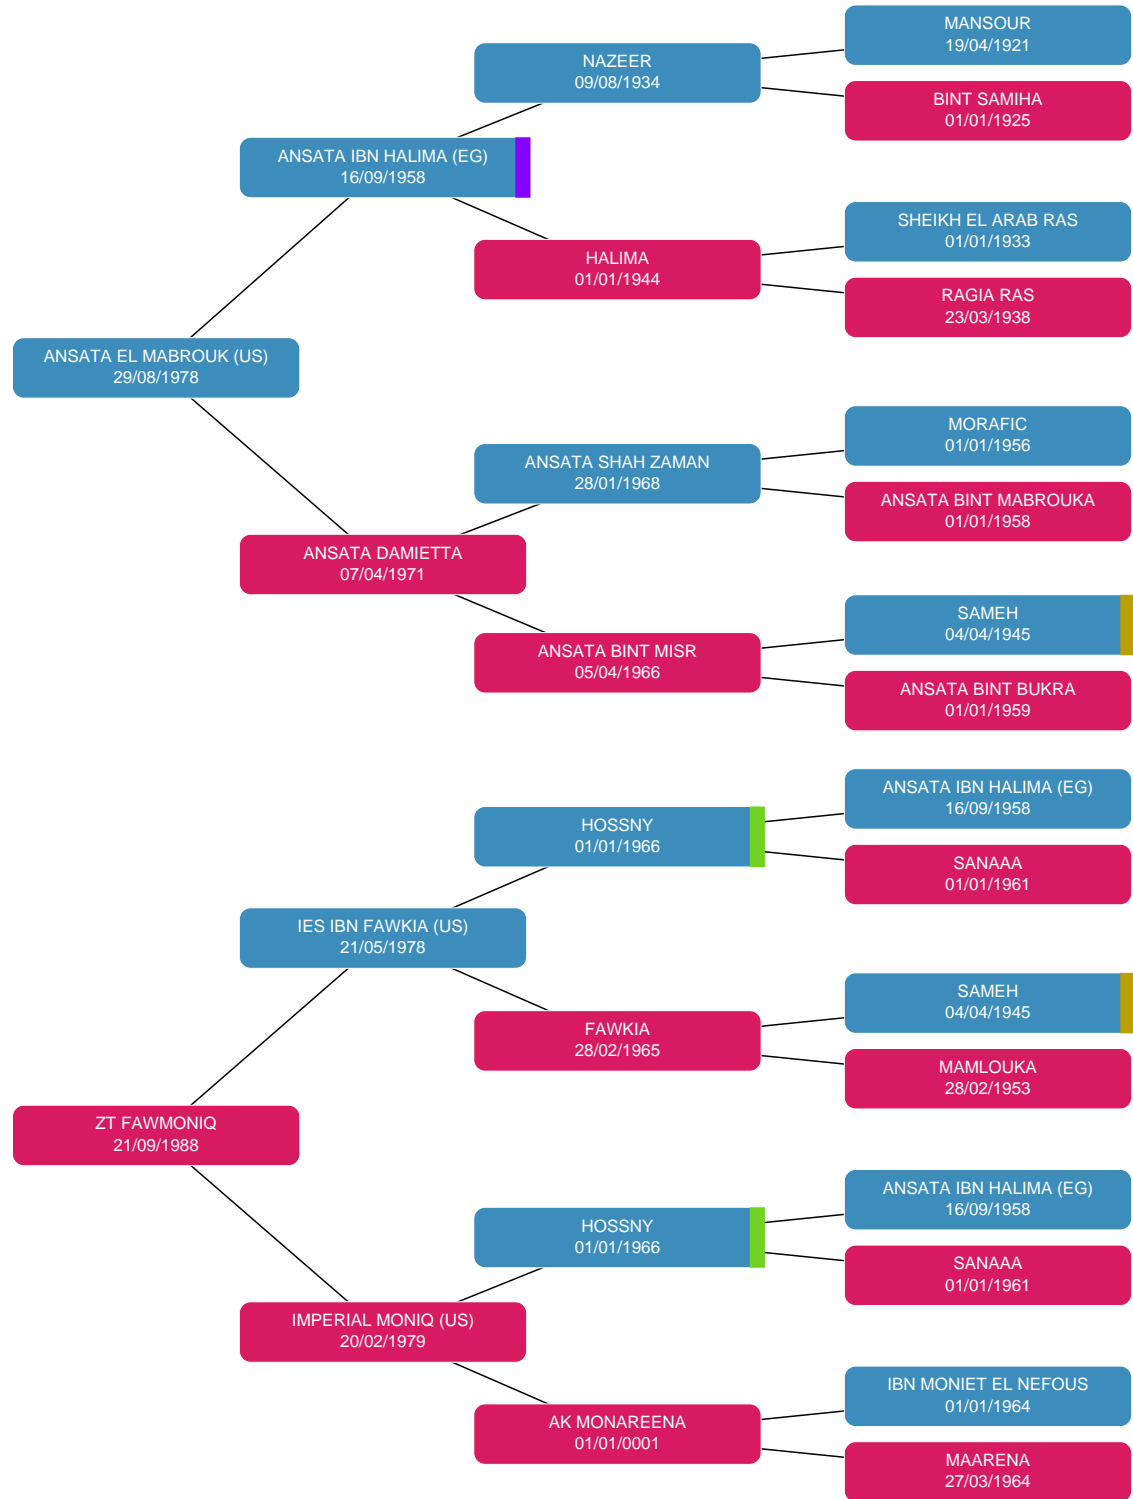 MANSOUR
19/04/1921
NAZEER
09/08/1934
BINT SAMIHA
01/01/1925
ANSATA IBN HALIMA (EG)
16/09/1958
SHEIKH EL ARAB RAS
01/01/1933
HALIMA
01/01/1944
RAGIA RAS
23/03/1938
ANSATA EL MABROUK (US)
29/08/1978
MORAFIC
01/01/1956
ANSATA SHAH ZAMAN
28/01/1968
ANSATA BINT MABROUKA
01/01/1958
ANSATA DAMIETTA
07/04/1971
SAMEH
04/04/1945
ANSATA BINT MISR
05/04/1966
ANSATA BINT BUKRA
01/01/1959
ANSATA IBN HALIMA (EG)
16/09/1958
HOSSNY
01/01/1966
SANAAA
01/01/1961
IES IBN FAWKIA (US)
21/05/1978
SAMEH
04/04/1945
FAWKIA
28/02/1965
MAMLOUKA
28/02/1953
ZT FAWMONIQ
21/09/1988
ANSATA IBN HALIMA (EG)
16/09/1958
HOSSNY
01/01/1966
SANAAA
01/01/1961
IMPERIAL MONIQ (US)
20/02/1979
IBN MONIET EL NEFOUS
01/01/1964
AK MONAREENA
01/01/0001
MAARENA
27/03/1964